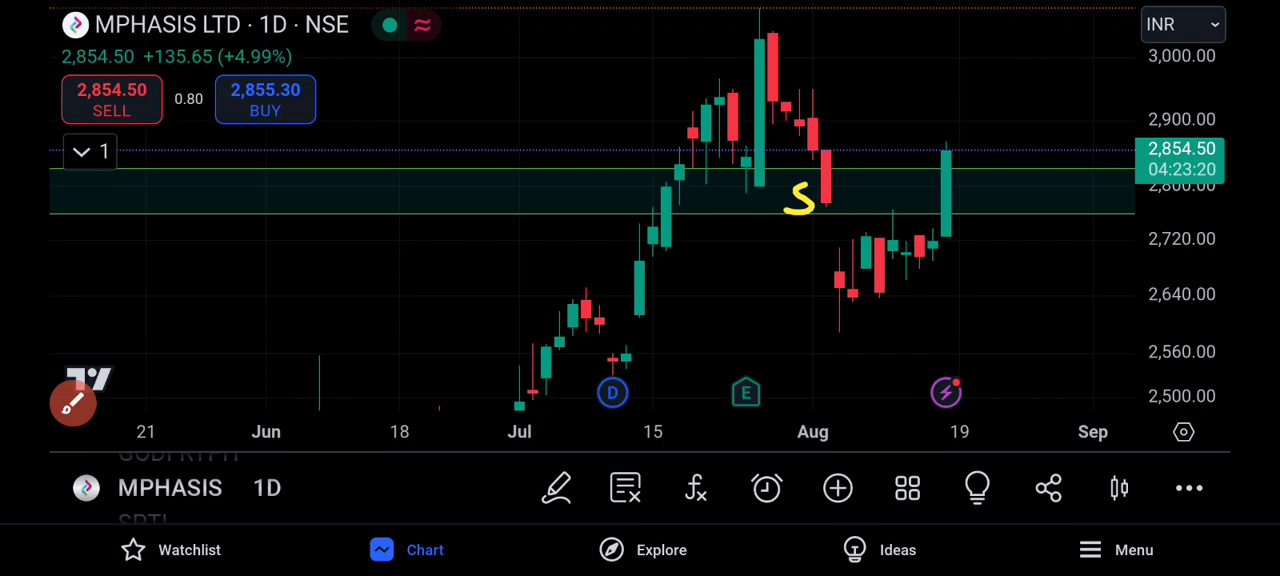 MPHASIS LTD · 1D · NSE
INR
2,854.50 +135.65 (+4.99%)
3,000.00
2,854.50
SELL
0.80
2,855.30
BUY
2,900.00
1
2,854.50
04:23:20
2,800.00
S
2,720.00
2,640.00
2,560.00
2,500.00
D
E
21
Jun
18
Jul
15
Aug
19
Sep
MPHASIS 1D
Watchlist
Chart
Explore
Ideas
Menu